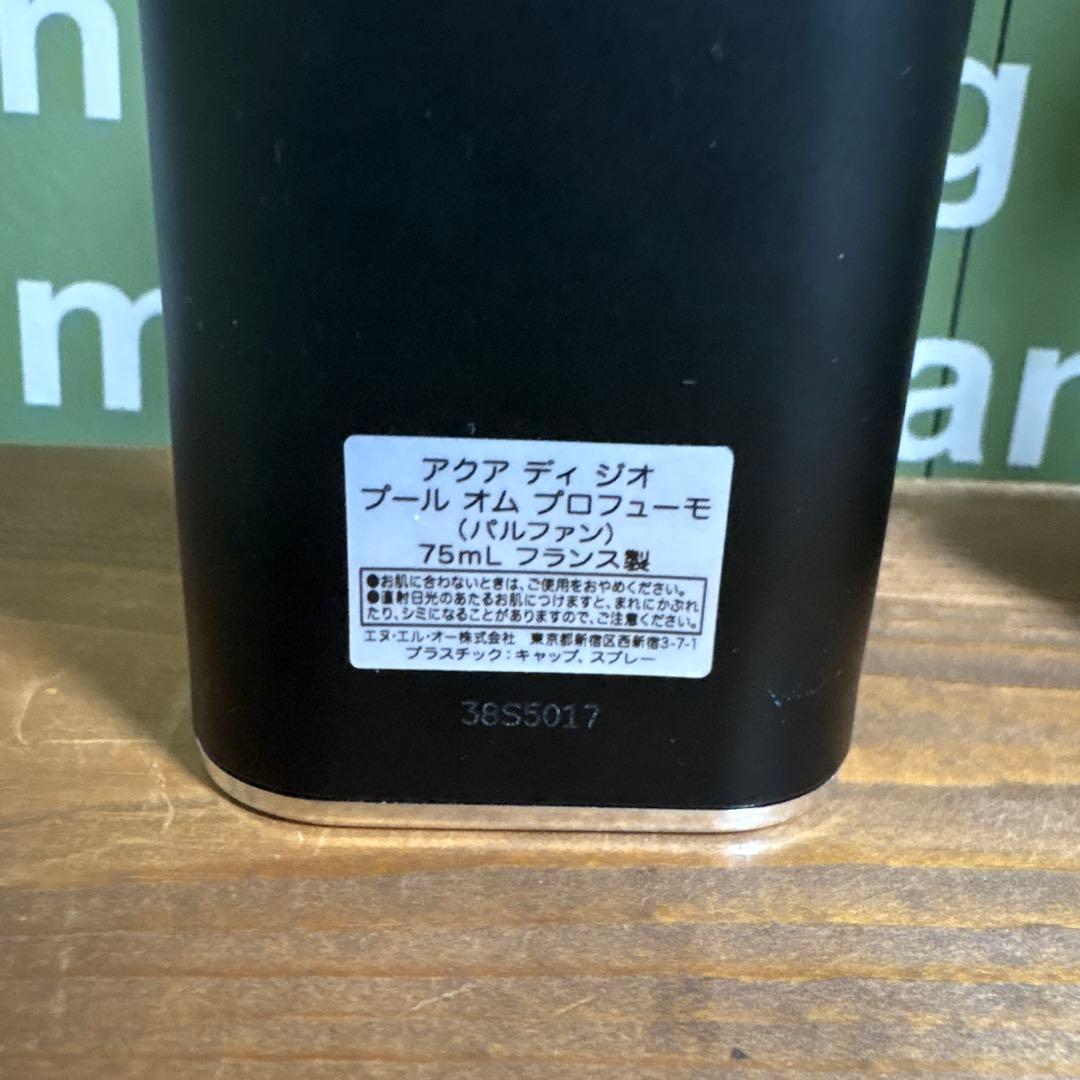 n
g
m
ar
アクア ディ ジオ
プール オム プロフューモ
(パルファン)
75mL フランス製
●お肌に合わないときは、ご使用をおやめください。
●直射日光のあたるお肌につけますと、まれにかぶれ
たり、シミになることがありますので、ご注意ください。
エヌ・エル・オー株式会社 東京都新宿区西新宿3-7-1
プラスチック:キャップ、スプレー
38S5017